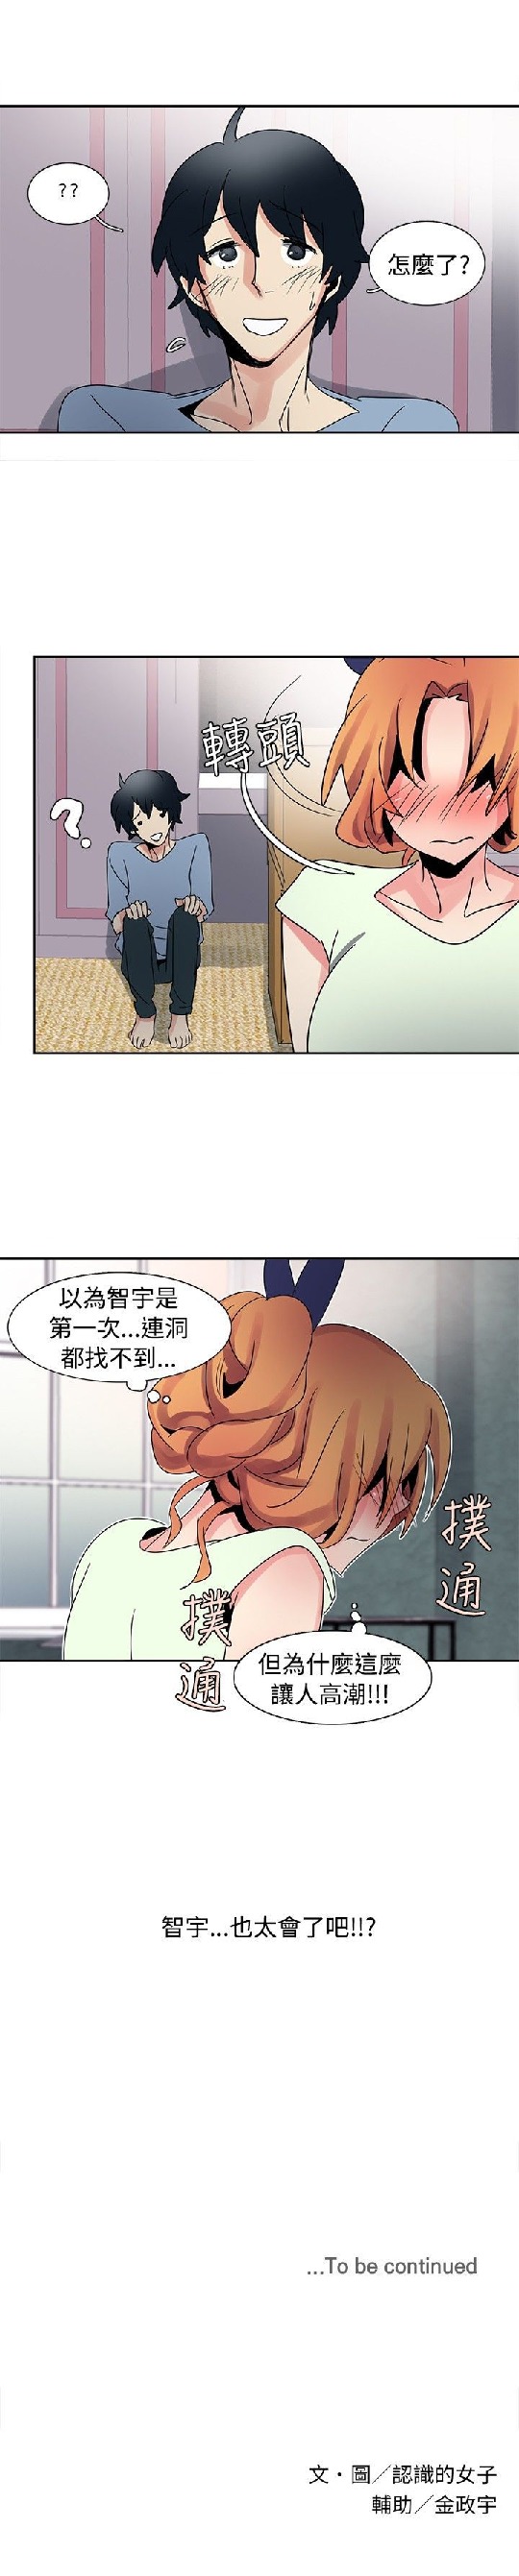 ??
怎麼了?
轉頭
?
以為智宇是
第一次...連洞
都找不到...
撲通
撲通
但為什麼這麼
讓人高潮!!!
智宇...也太會了吧!!?
...To be continued
文・圖／認識的女子
輔助／金政宇